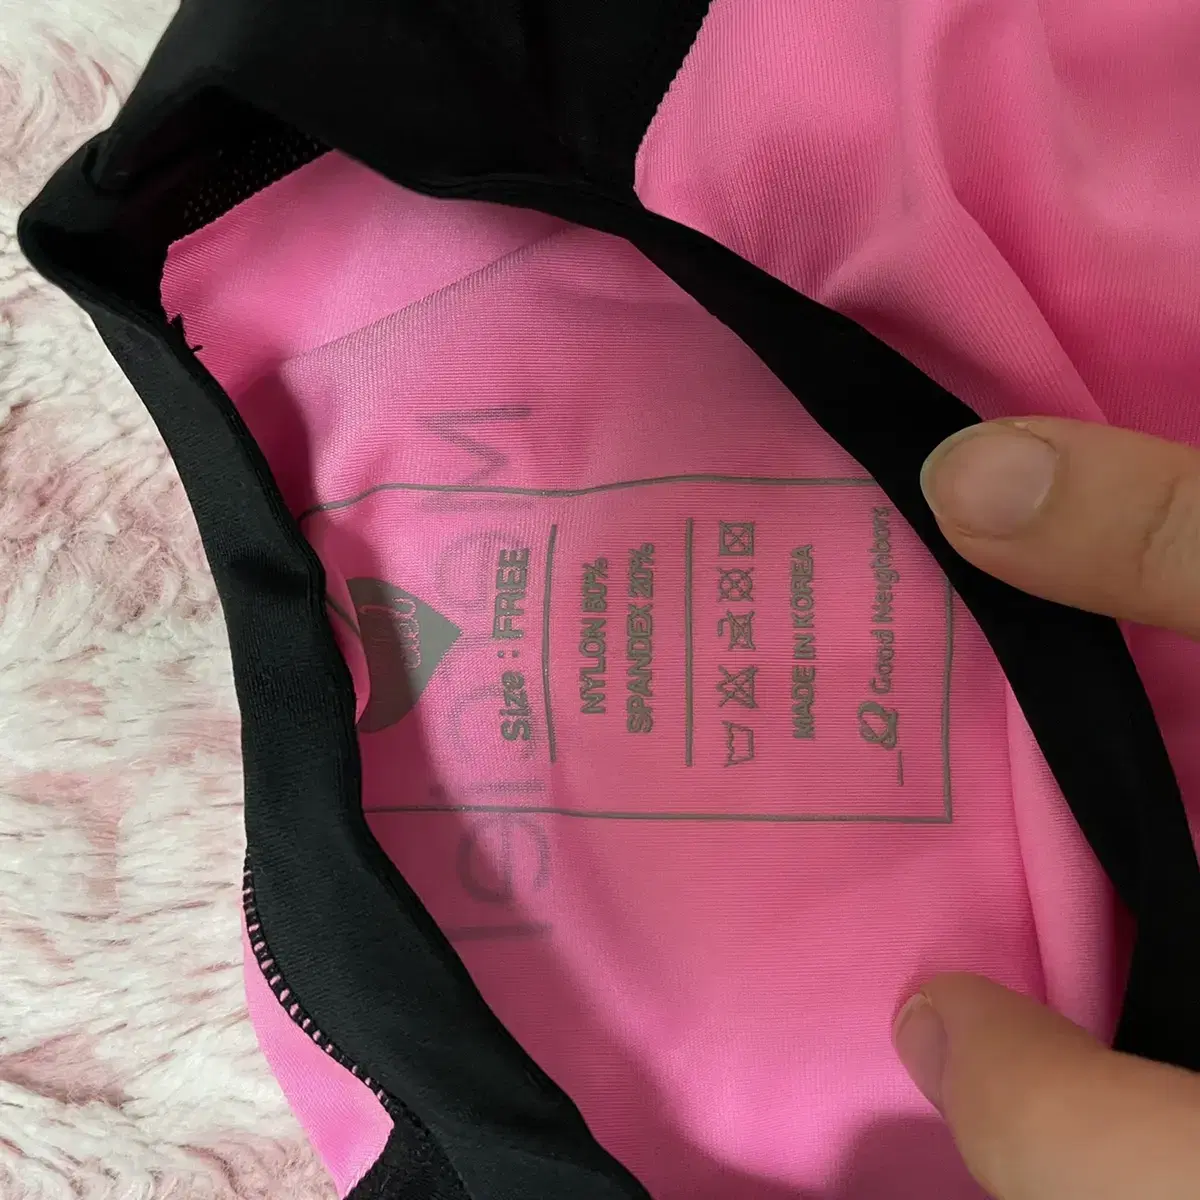 Size : FREE
NYLON 80%
SPANDEX 20%
MADE IN KOREA
Good Neighbors